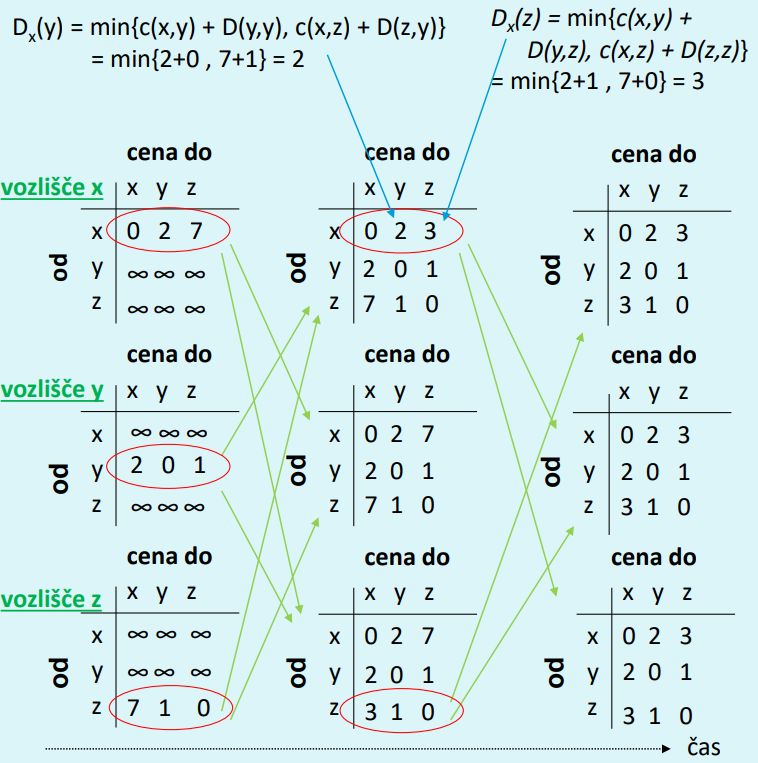 Dx(y) = min{c(x,y) + D(y,y), c(x,z) + D(z,y)}
= min{2+0 , 7+1} = 2
Dx(z) = min{c(x,y) +
D(y,z), c(x,z) + D(z,z)}
= min{2+1 , 7+0} = 3
vozlišče x
cena do
x y z
od
x 0 2 7
y ∞ ∞ ∞
z ∞ ∞ ∞
cena do
x y z
od
x 0 2 3
y 2 0 1
z 7 1 0
cena do
x y z
od
x 0 2 3
y 2 0 1
z 3 1 0
vozlišče y
cena do
x y z
od
x ∞ ∞ ∞
y 2 0 1
z ∞ ∞ ∞
cena do
x y z
od
x 0 2 7
y 2 0 1
z 7 1 0
cena do
x y z
od
x 0 2 3
y 2 0 1
z 3 1 0
vozlišče z
cena do
x y z
od
x ∞ ∞ ∞
y ∞ ∞ ∞
z 7 1 0
cena do
x y z
od
x 0 2 7
y 2 0 1
z 3 1 0
cena do
x y z
od
x 0 2 3
y 2 0 1
z 3 1 0
čas